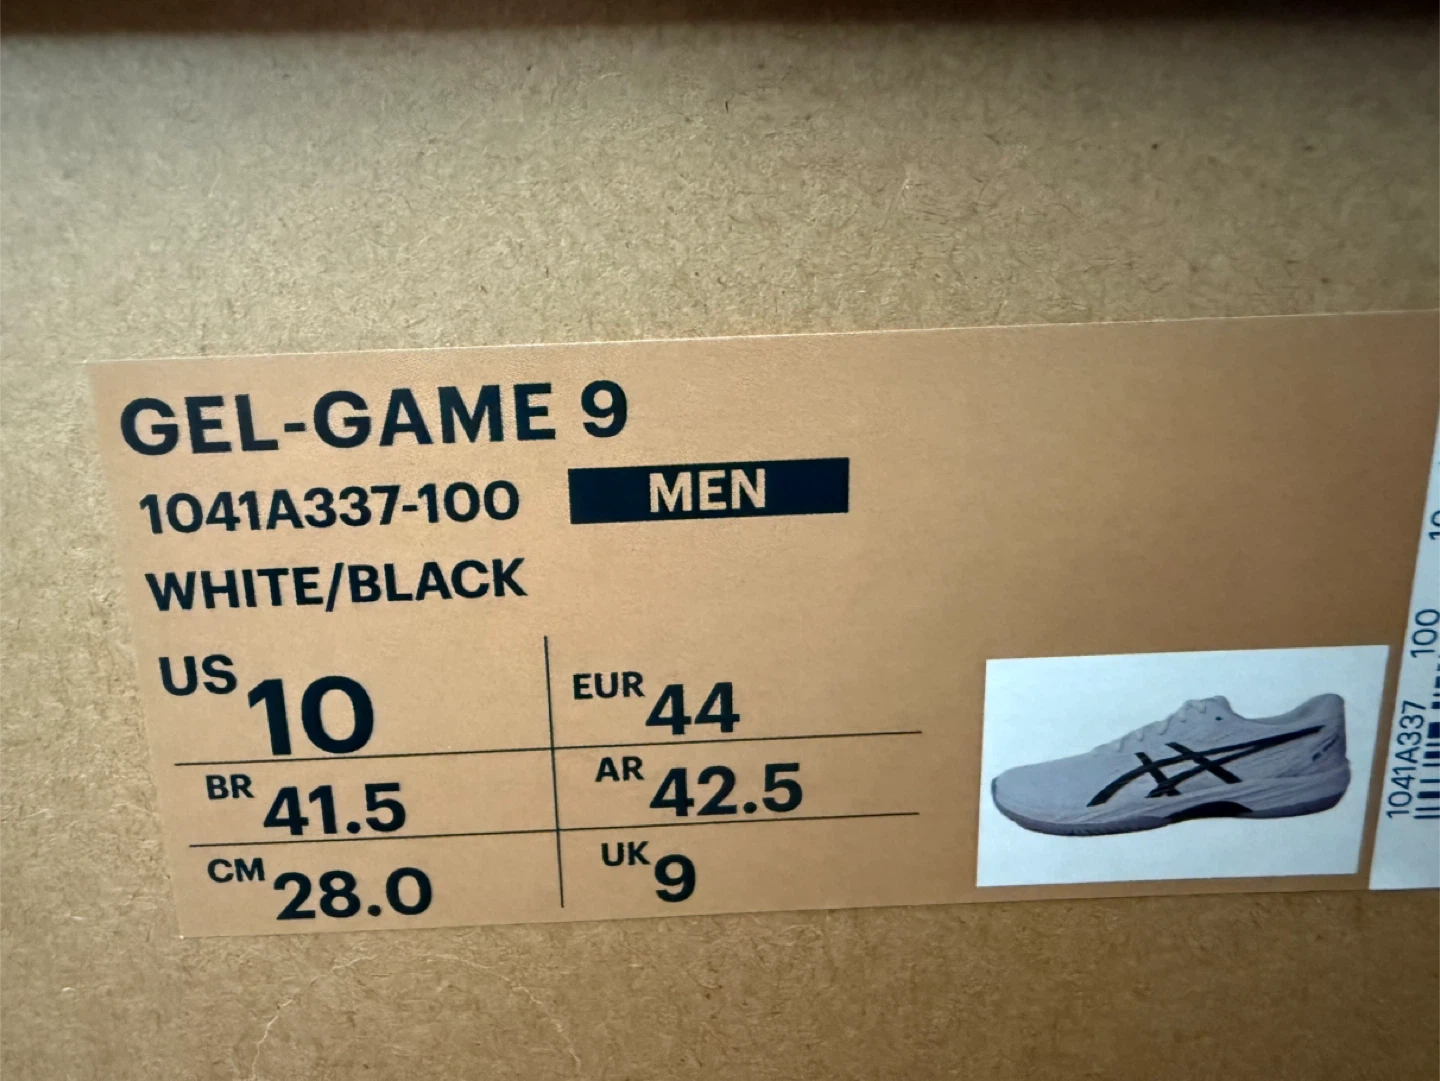 GEL-GAME 9
1041A337-100 MEN
WHITE/BLACK
US 10 EUR 44
BR 41.5 AR 42.5
CM 28.0 UK 9
1041A337 100 10